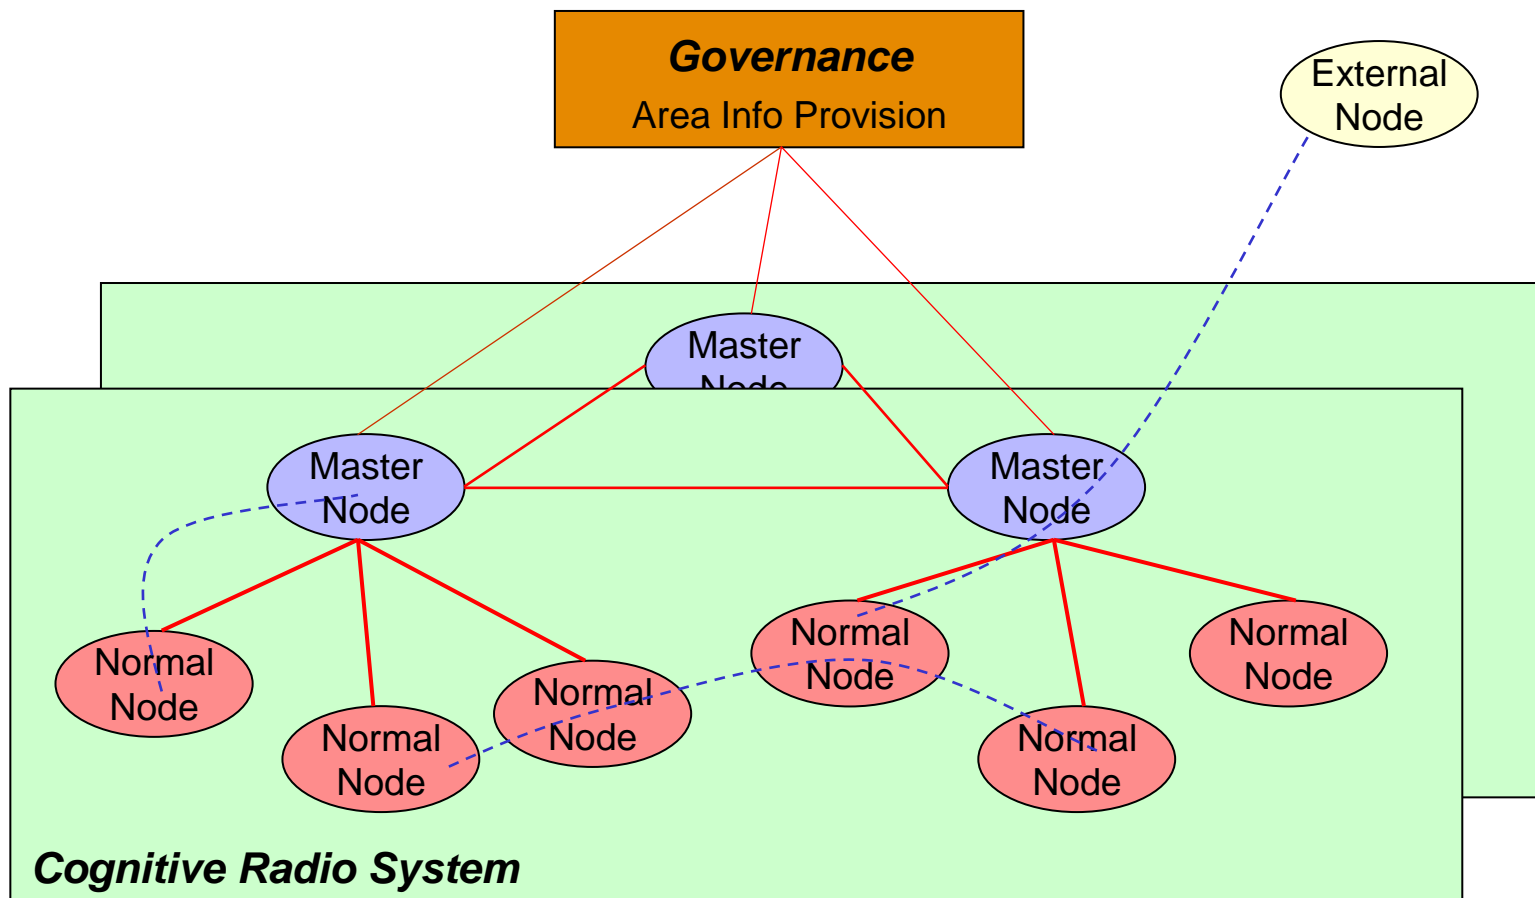 Governance
Area Info Provision
External
Node
Master
Node
Master
Node
Master
Node
Normal
Node
Normal
Node
Normal
Node
Normal
Node
Normal
Node
Normal
Node
Cognitive Radio System